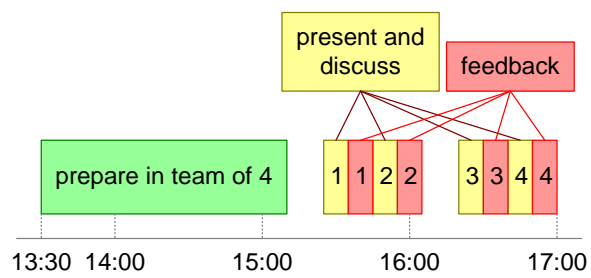 present and
discuss
feedback
prepare in team of 4
1 1 2 2 3 3 4 4
13:30 14:00 15:00 16:00 17:00